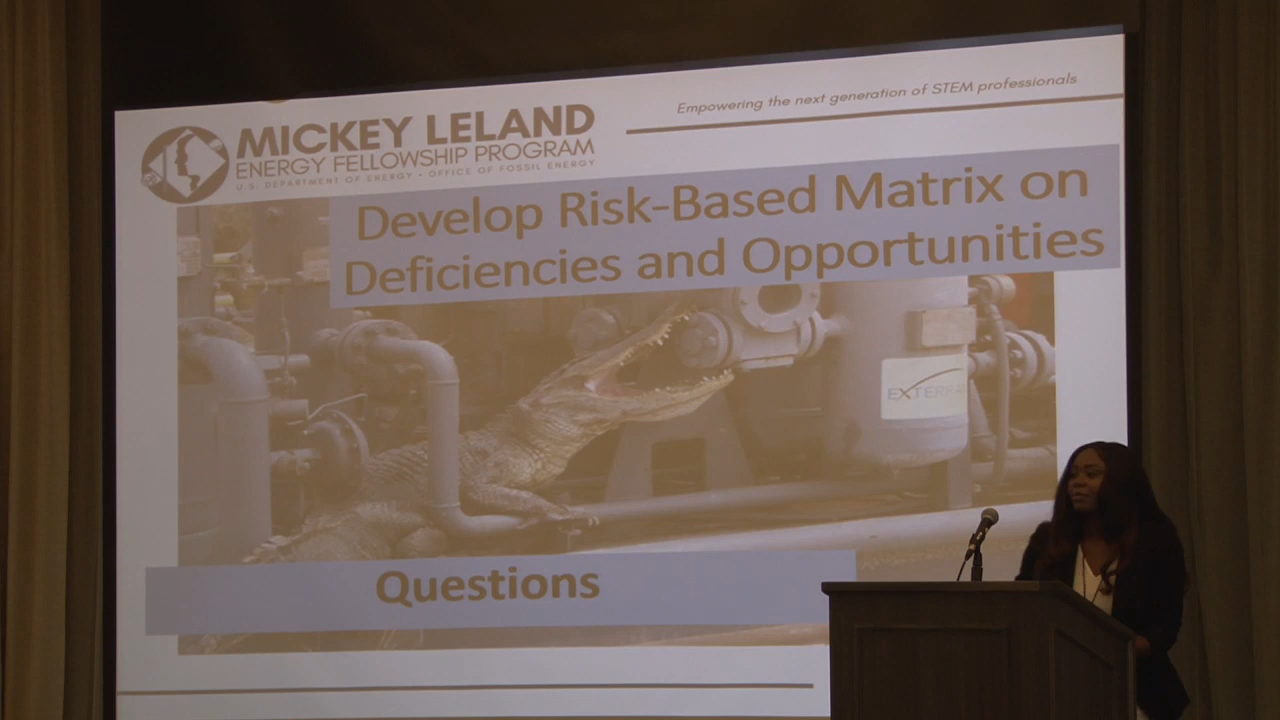 MICKEY LELAND
ENERGY FELLOWSHIP PROGRAM
U.S. DEPARTMENT OF ENERGY • OFFICE OF FOSSIL ENERGY
Empowering the next generation of STEM professionals
Develop Risk-Based Matrix on
Deficiencies and Opportunities
EXTERRA
Questions